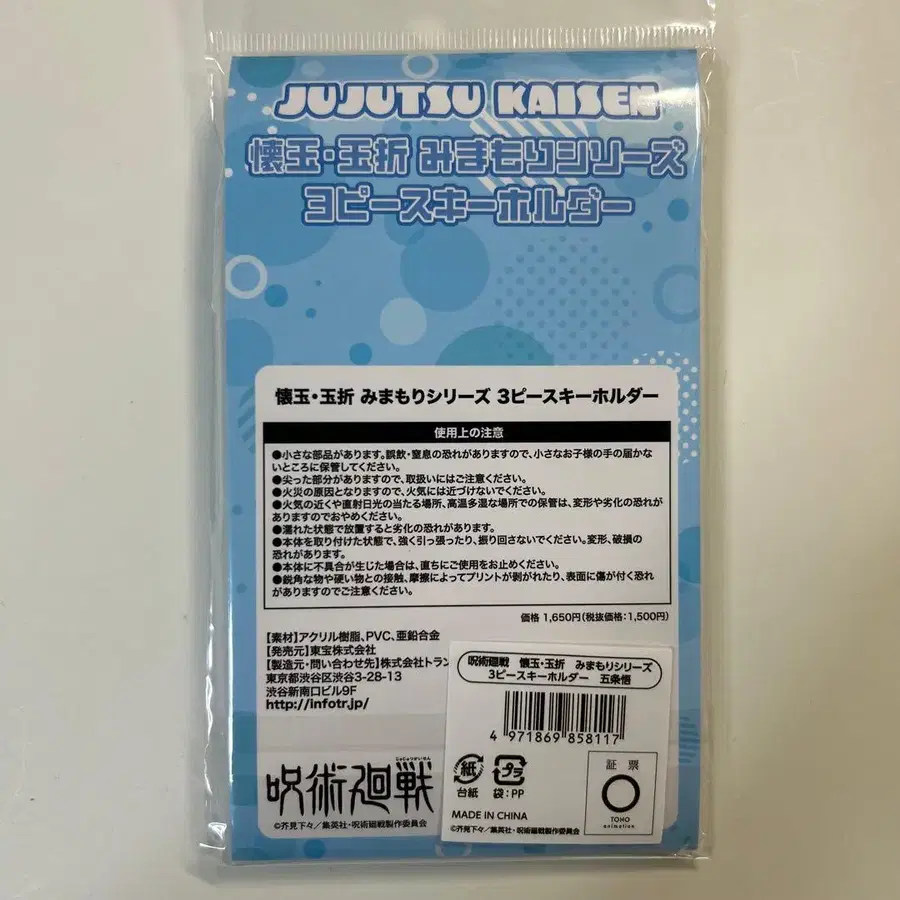 JUJUTSU KAISEN
懐玉・玉折 みまもりシリーズ
3ピースキーホルダー
懐玉・玉折 みまもりシリーズ 3ピースキーホルダー
使用上の注意
●小さな部品があります。誤飲・窒息の恐れがありますので、小さなお子様の手の届かな
いところに保管してください。
●尖った部分がありますので、取扱いにはご注意ください。
●火災の原因となりますので、火気には近づけないでください。
●火気の近くや直射日光の当たる場所、高温多湿な場所での保管は、変形や劣化の恐れが
ありますのでおやめください。
●濡れた状態で放置すると劣化の恐れがあります。
●本体を取り付けた状態で、強く引っ張ったり、振り回さないでください。変形、破損の
恐れがあります。
●本体に不具合が生じた場合は、直ちにご使用をお止めください。
●鋭角な物や硬い物との接触、摩擦によってプリントが剥がれたり、表面に傷が付く恐れ
がありますのでご注意ください。
価格 1,650円(税抜価格:1,500円)
【素材】アクリル樹脂、PVC、亜鉛合金
【発売元】東宝株式会社
【製造元・問い合わせ先】株式会社トラン
東京都渋谷区渋谷3-28-13
渋谷新南口ビル9F
http://infotr.jp/
呪術廻戦 懐玉・玉折 みまもりシリーズ
3ピースキーホルダー 五条悟
4 971869 858117
紙
台紙
プラ
袋:PP
証票
TOHO
animation
MADE IN CHINA
©芥見下々／集英社・呪術廻戦製作委員会
じゅじゅつかいせん
呪術廻戦
©芥見下々／集英社・呪術廻戦製作委員会